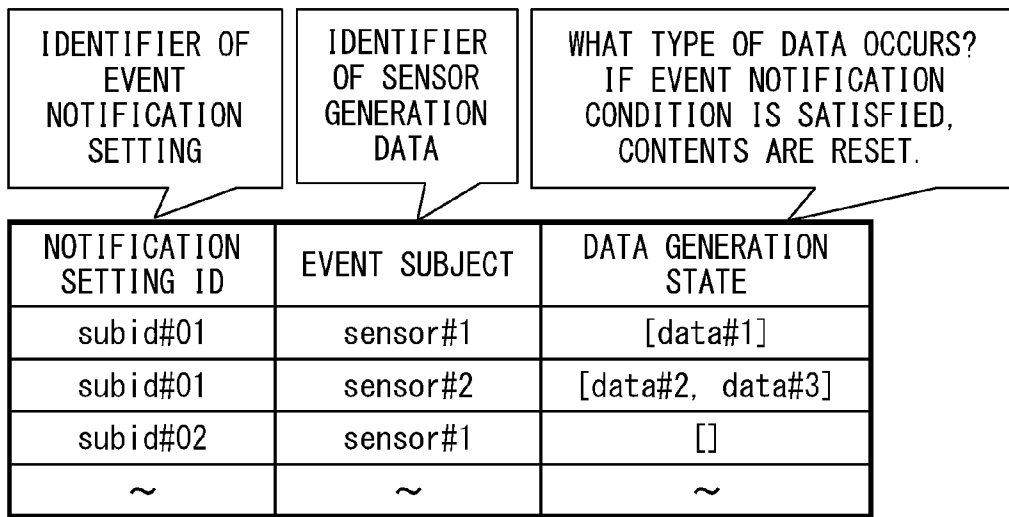 IDENTIFIER OF
EVENT
NOTIFICATION
SETTING
IDENTIFIER
OF SENSOR
GENERATION
DATA
WHAT TYPE OF DATA OCCURS?
IF EVENT NOTIFICATION
CONDITION IS SATISFIED,
CONTENTS ARE RESET.
NOTIFICATION
SETTING ID
EVENT SUBJECT
DATA GENERATION
STATE
subid#01 sensor#1 [data#1]
subid#01 sensor#2 [data#2, data#3]
subid#02 sensor#1 []
~ ~ ~